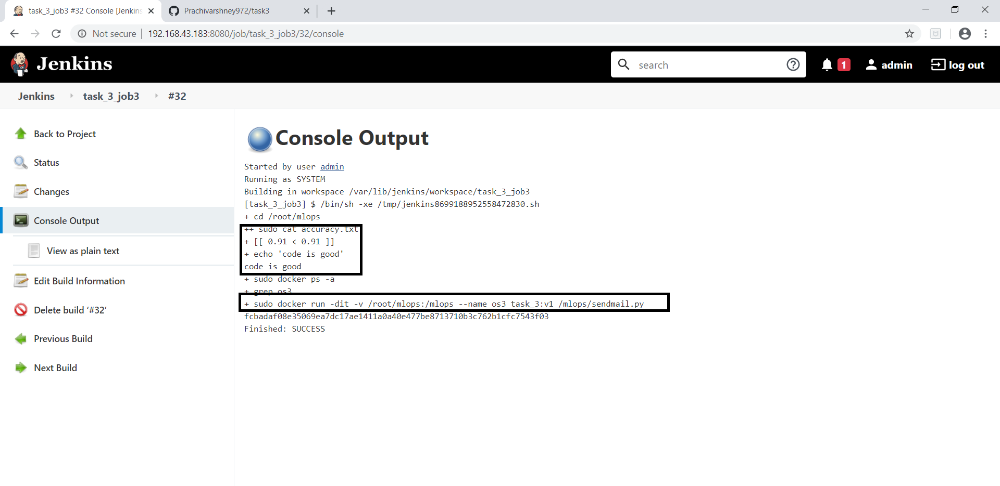 task_3_job3 #32 Console [Jenkins
Prachivarshney972/task3
Not secure | 192.168.43.183:8080/job/task_3_job3/32/console
Jenkins
search
1
admin
log out
Jenkins
task_3_job3
#32
Back to Project
Status
Changes
Console Output
View as plain text
Edit Build Information
Delete build ‘#32’
Previous Build
Next Build
Console Output
Started by user admin
Running as SYSTEM
Building in workspace /var/lib/jenkins/workspace/task_3_job3
[task_3_job3] $ /bin/sh -xe /tmp/jenkins8699188952558472830.sh
+ cd /root/mlops
++ sudo cat accuracy.txt
+ [[ 0.91 < 0.91 ]]
+ echo 'code is good'
code is good
+ sudo docker ps -a
+ grep os3
+ sudo docker run -dit -v /root/mlops:/mlops --name os3 task_3:v1 /mlops/sendmail.py
fcbadaf08e35069ea7dc17ae1411a0a40e477be8713710b3c762b1cfc7543f03
Finished: SUCCESS